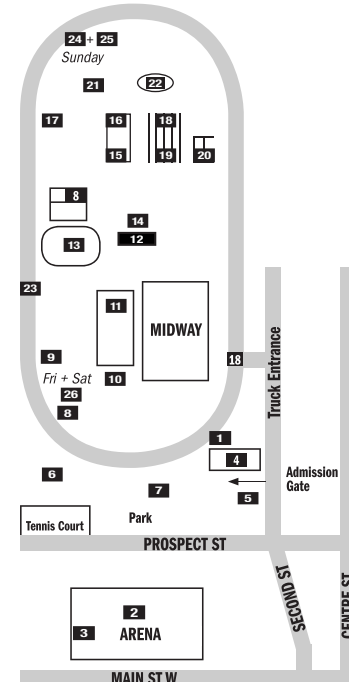 24 + 25
Sunday
21
22
17
16
18
15
19
20
8
14
12
13
23
11
MIDWAY
9
18
Truck Entrance
Fri + Sat
10
26
8
1
4
6
7
5
Admission
Gate
Park
Tennis Court
PROSPECT ST
SECOND ST
CENTRE ST
2
3
ARENA
MAIN ST W